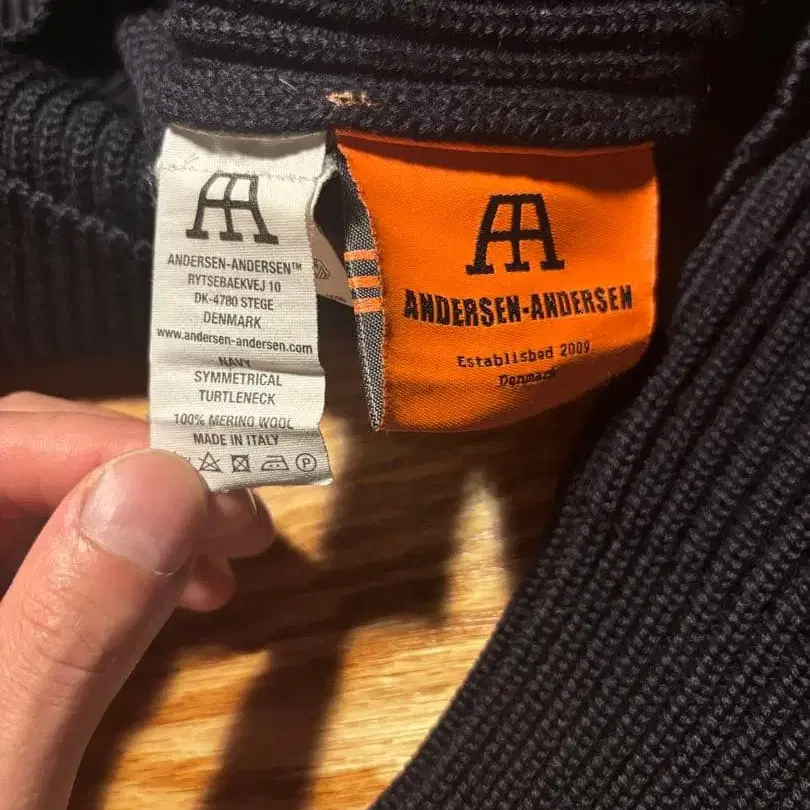 ANDERSEN-ANDERSEN™
RYTSEBAEKVEJ 10
DK-4780 STEGE
DENMARK
www.andersen-andersen.com
NAVY
SYMMETRICAL
TURTLENECK
100% MERINO WOOL
MADE IN ITALY
P
AA
ANDERSEN-ANDERSEN
Established 2009
Denmark